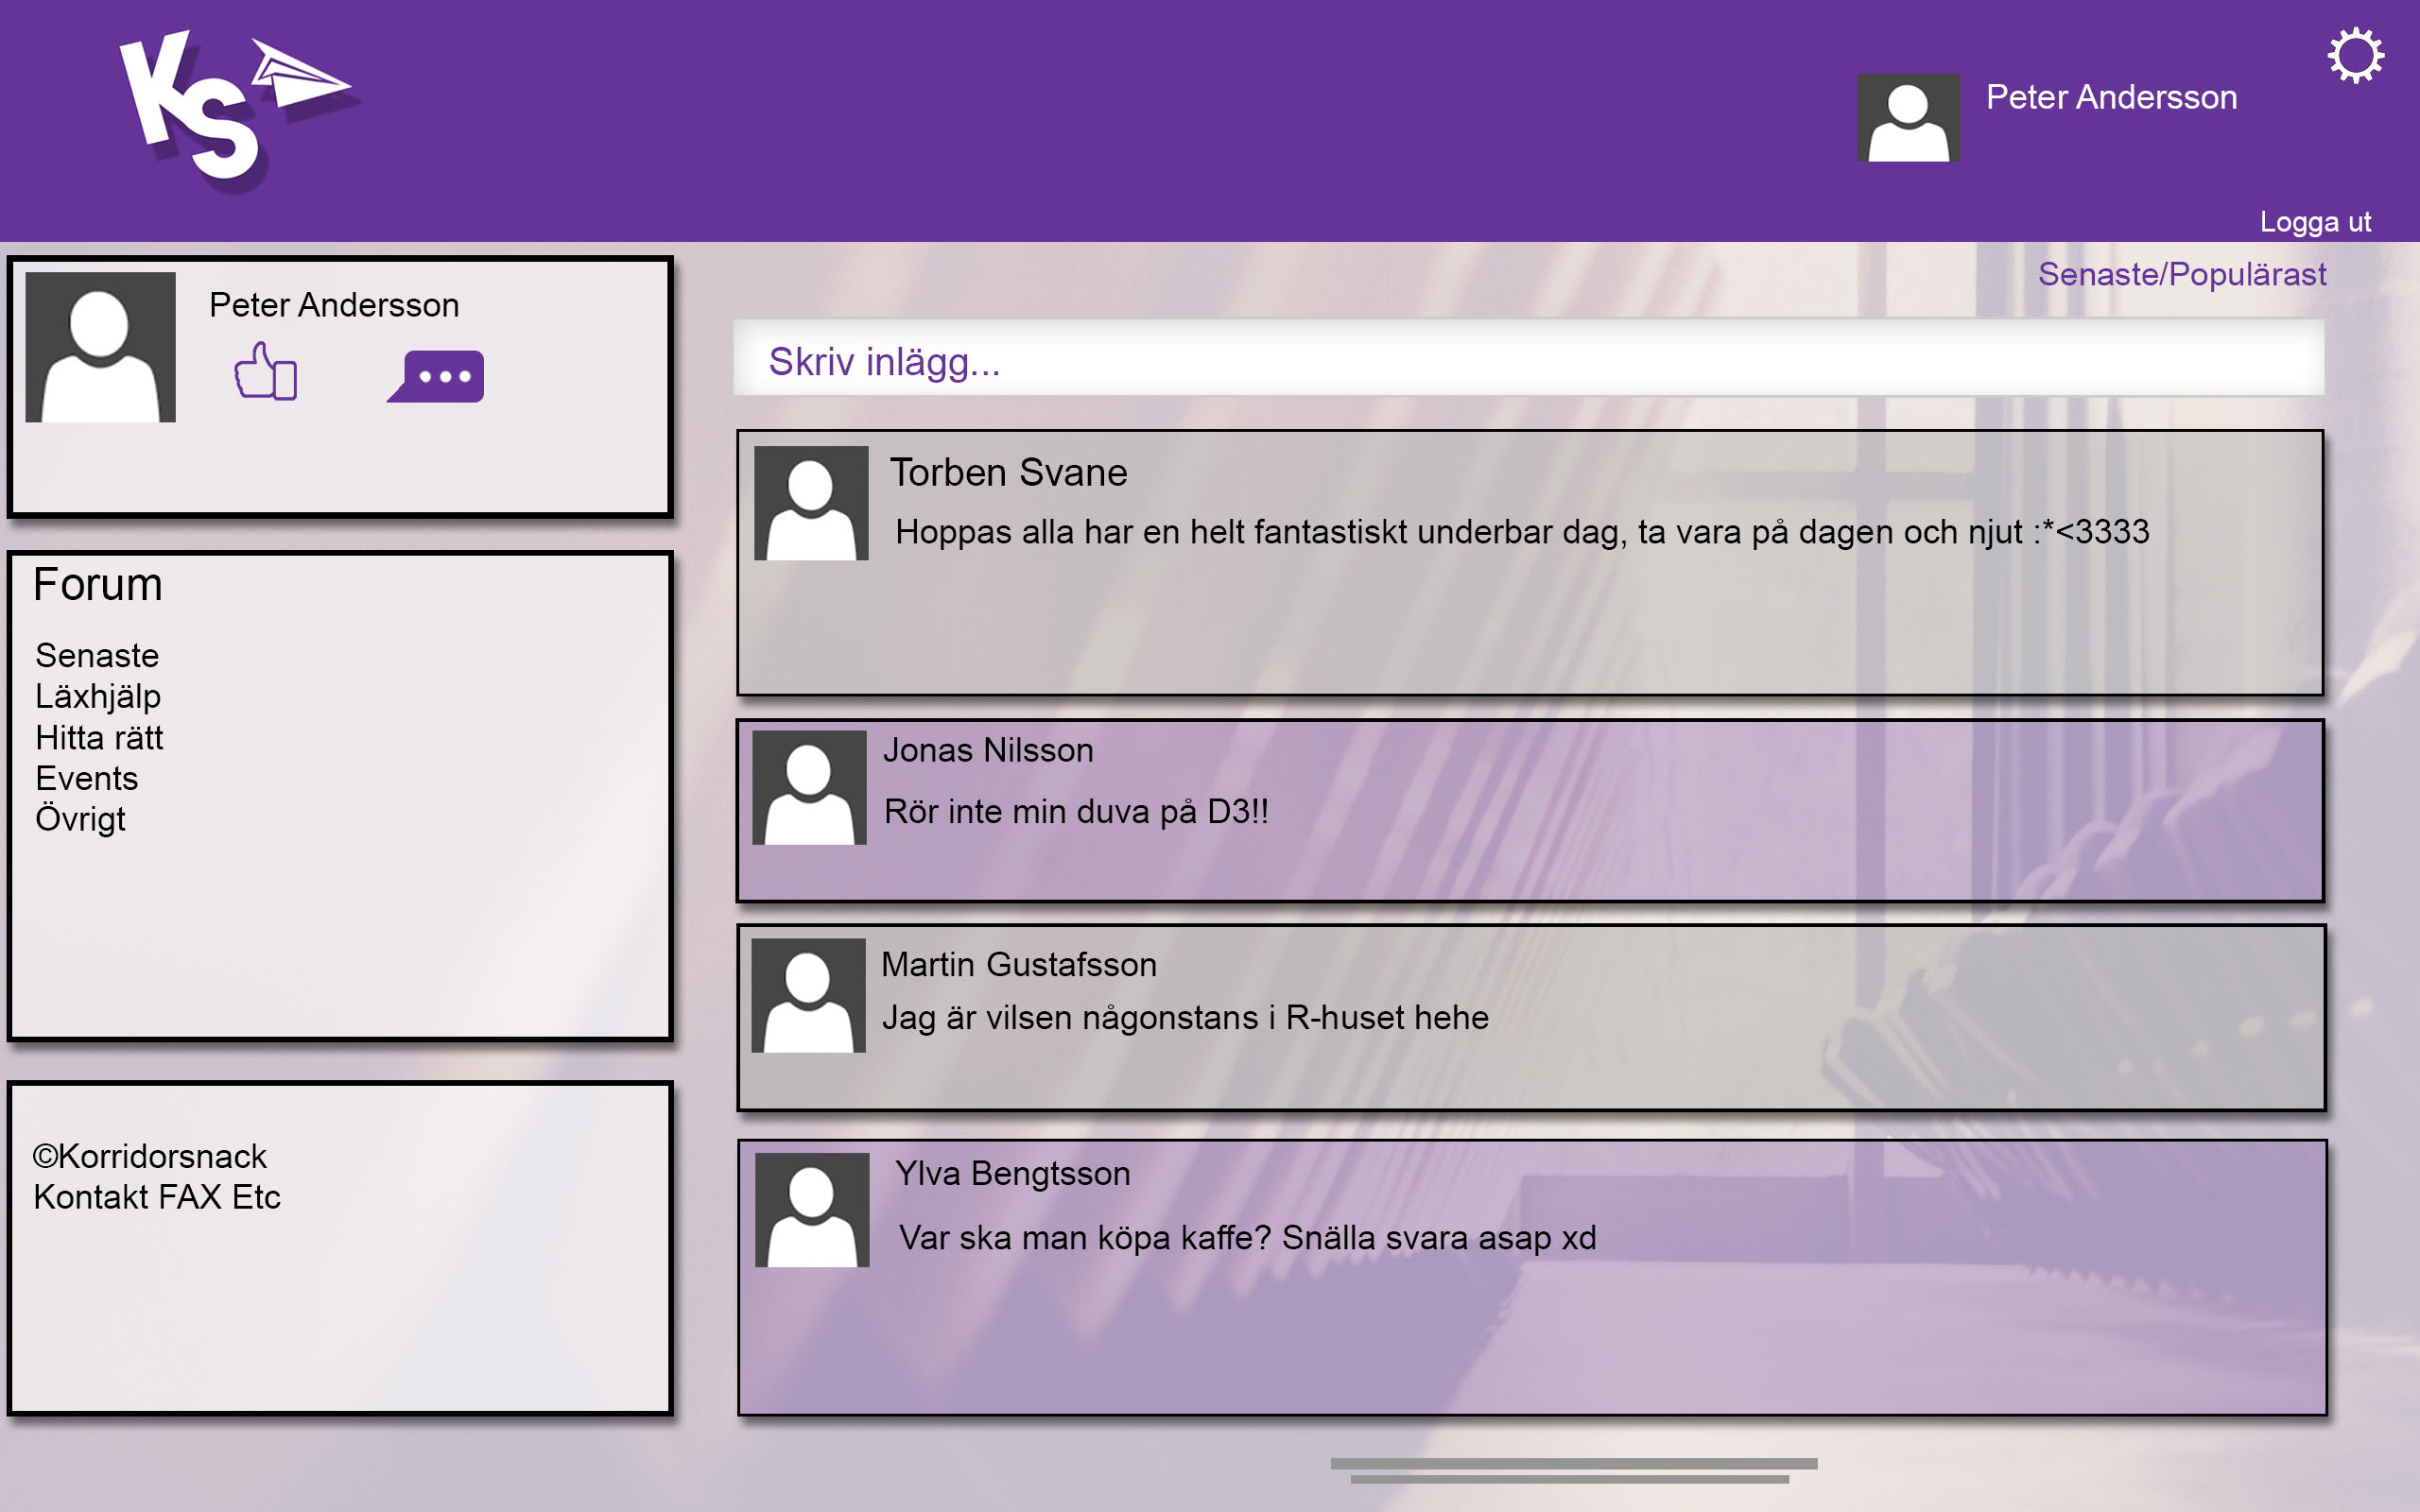 KS
Peter Andersson
Logga ut
Senaste/Populärast
Peter Andersson
Forum
Senaste
Läxhjälp
Hitta rätt
Events
Övrigt
©Korridorsnack
Kontakt FAX Etc
Skriv inlägg...
Torben Svane
Hoppas alla har en helt fantastiskt underbar dag, ta vara på dagen och njut :*<3333
Jonas Nilsson
Rör inte min duva på D3!!
Martin Gustafsson
Jag är vilsen någonstans i R-huset hehe
Ylva Bengtsson
Var ska man köpa kaffe? Snälla svara asap xd